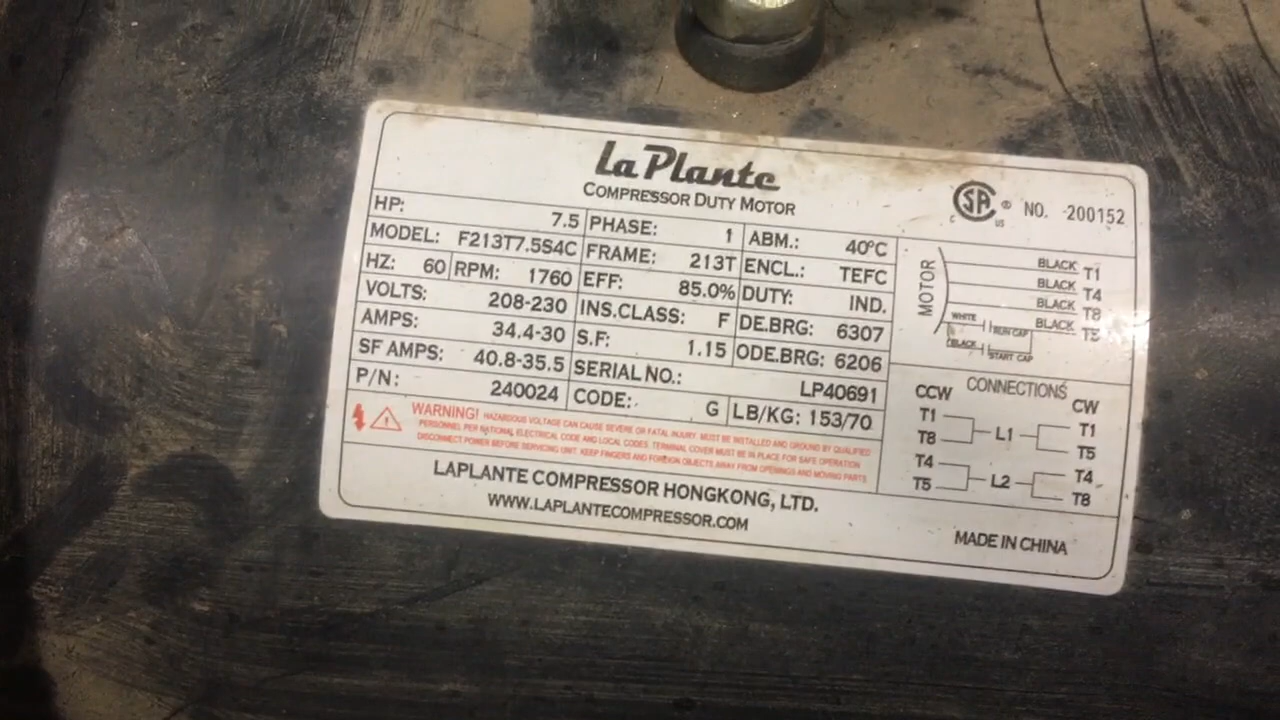 La Plante
COMPRESSOR DUTY MOTOR
C SA ® US NO. 200152
HP: 7.5 PHASE: 1 ABM.: 40°C
MODEL: F213T7.5S4C FRAME: 213T ENCL.: TEFC
HZ: 60 RPM: 1760 EFF: 85.0% DUTY: IND.
VOLTS: 208-230 INS.CLASS: F DE.BRG: 6307
AMPS: 34.4-30 S.F: 1.15 ODE.BRG: 6206
SF AMPS: 40.8-35.5 SERIAL NO.: LP40691
P/N: 240024 CODE: G LB/KG: 153/70
WARNING! HAZARDOUS VOLTAGE CAN CAUSE SEVERE OR FATAL INJURY. MUST BE INSTALLED AND GROUND BY QUALIFIED
PERSONNEL PER NATIONAL ELECTRICAL CODE AND LOCAL CODES. TERMINAL COVER MUST BE IN PLACE FOR SAFE OPERATION
DISCONNECT POWER BEFORE SERVICING UNIT. KEEP FINGERS AND FOREIGN OBJECTS AWAY FROM OPENINGS AND MOVING PARTS
MOTOR
BLACK T1
BLACK T4
BLACK T8
BLACK T5
WHITE RUN CAP
BLACK START CAP
CONNECTIONS
CCW CW
T1 T1
T8 L1 T5
T4 T4
T5 L2 T8
LAPLANTE COMPRESSOR HONGKONG, LTD.
WWW.LAPLANTECOMPRESSOR.COM
MADE IN CHINA